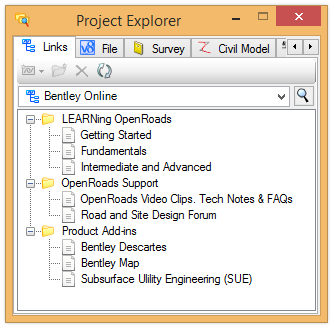 Project Explorer
Links File Survey Civil Model
Bentley Online
LEARNing OpenRoads
Getting Started
Fundamentals
Intermediate and Advanced
OpenRoads Support
OpenRoads Video Clips. Tech Notes & FAQs
Road and Site Design Forum
Product Add-ins
Bentley Descartes
Bentley Map
Subsurface Ulility Engineering (SUE)